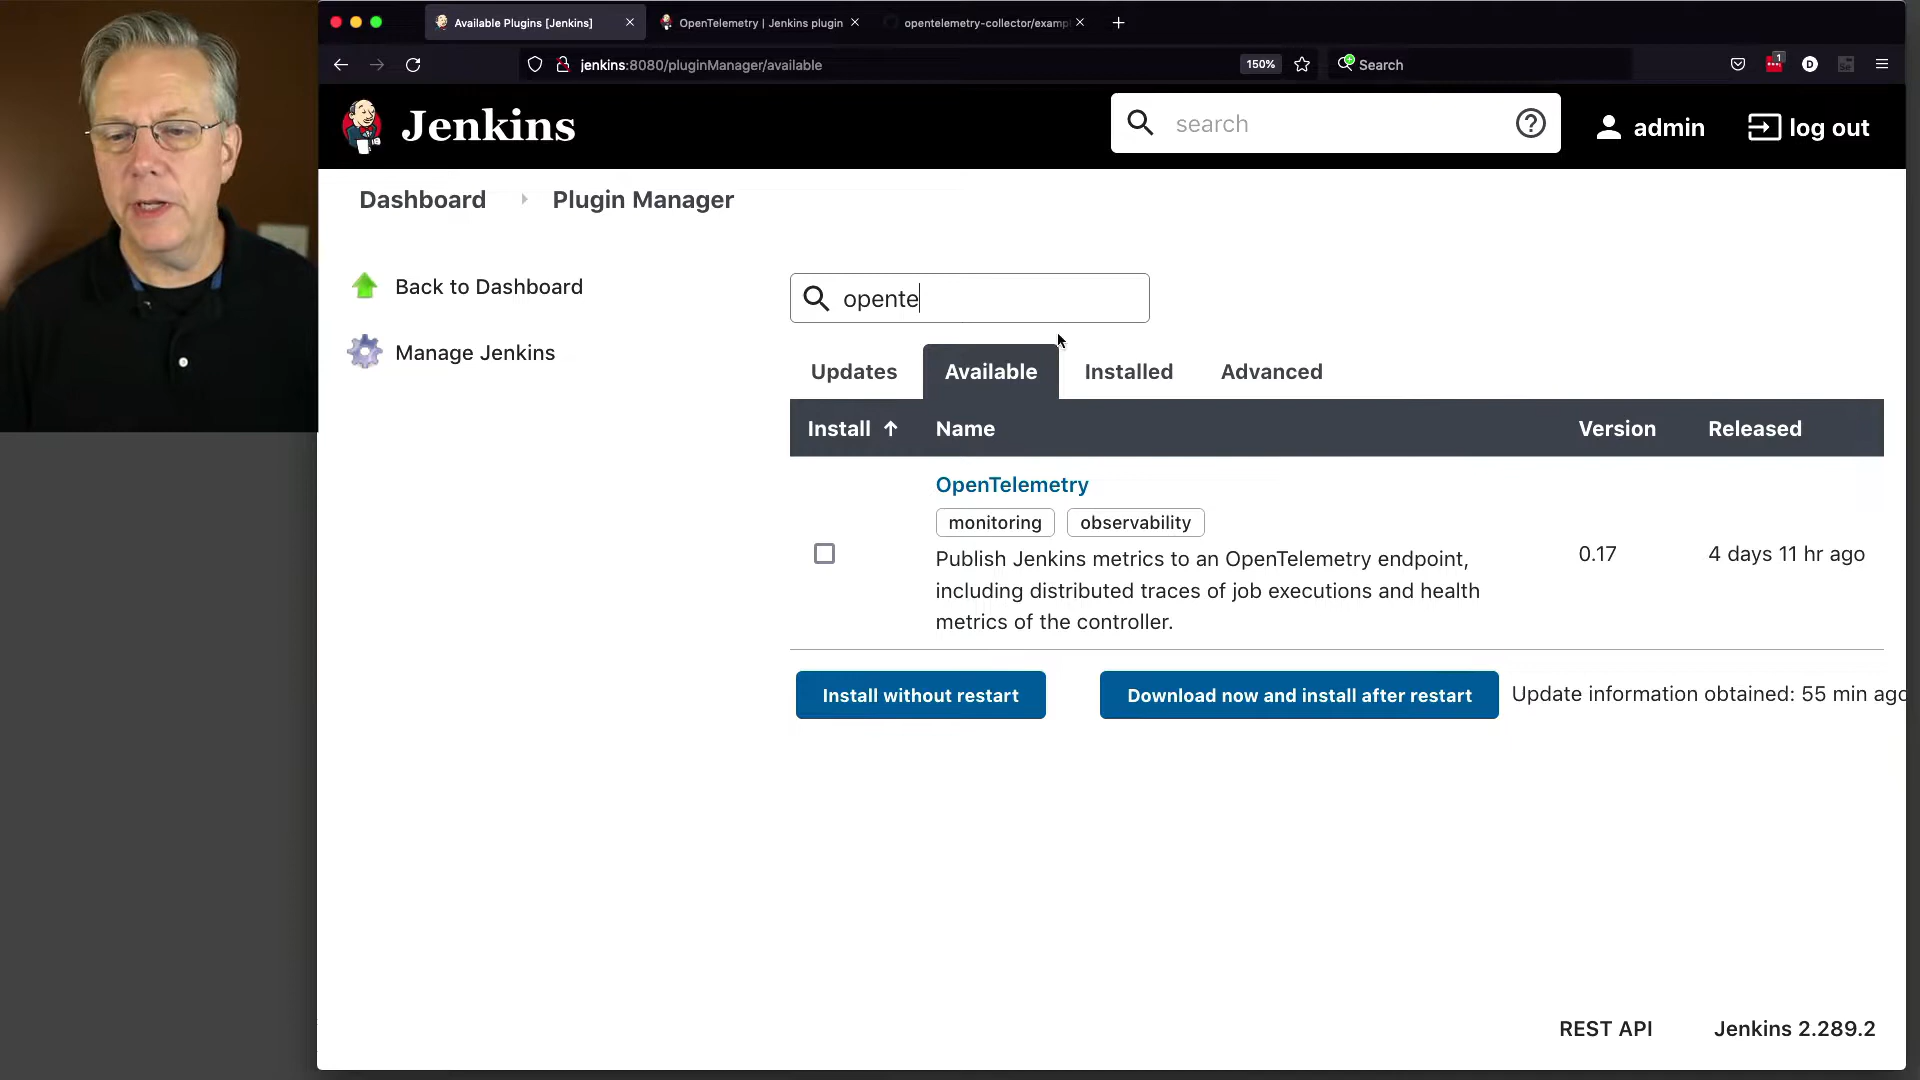 Available Plugins [Jenkins]
OpenTelemetry | Jenkins plugin
opentelemetry-collector/exampl
jenkins:8080/pluginManager/available
150%
Search
1
D
Jenkins
search
admin
log out
Dashboard
Plugin Manager
Back to Dashboard
Manage Jenkins
opente
Updates
Available
Installed
Advanced
Install ↑
Name
Version
Released
OpenTelemetry
monitoring
observability
Publish Jenkins metrics to an OpenTelemetry endpoint,
including distributed traces of job executions and health
metrics of the controller.
0.17
4 days 11 hr ago
Install without restart
Download now and install after restart
Update information obtained: 55 min ago
REST API
Jenkins 2.289.2